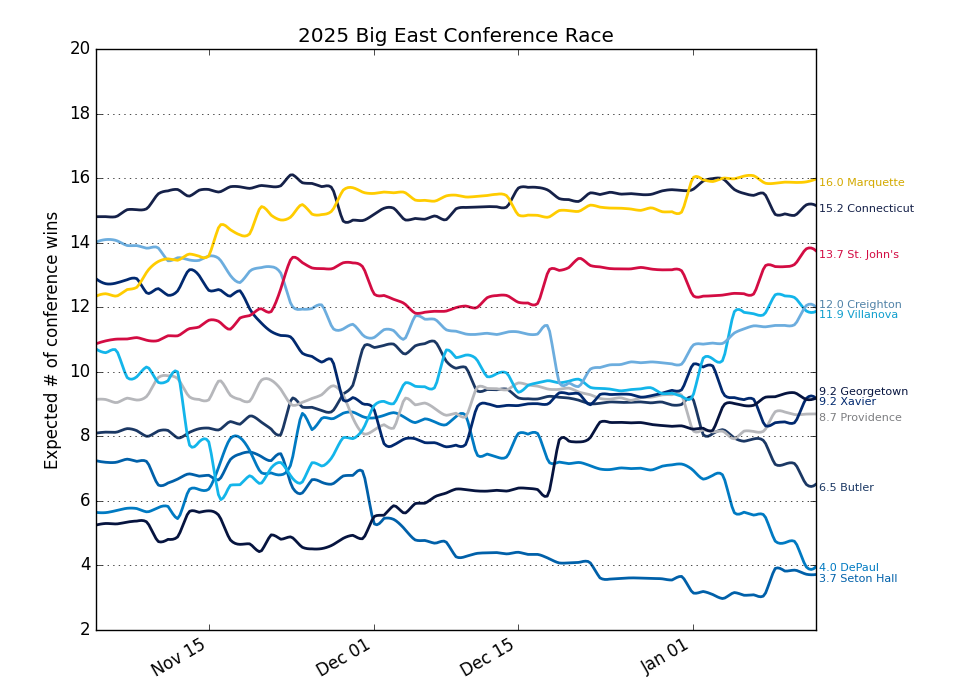 2025 Big East Conference Race
Expected # of conference wins
20
18
16
14
12
10
8
6
4
2
Nov 15
Dec 01
Dec 15
Jan 01
16.0 Marquette
15.2 Connecticut
13.7 St. John's
12.0 Creighton
11.9 Villanova
9.2 Georgetown
9.2 Xavier
8.7 Providence
6.5 Butler
4.0 DePaul
3.7 Seton Hall